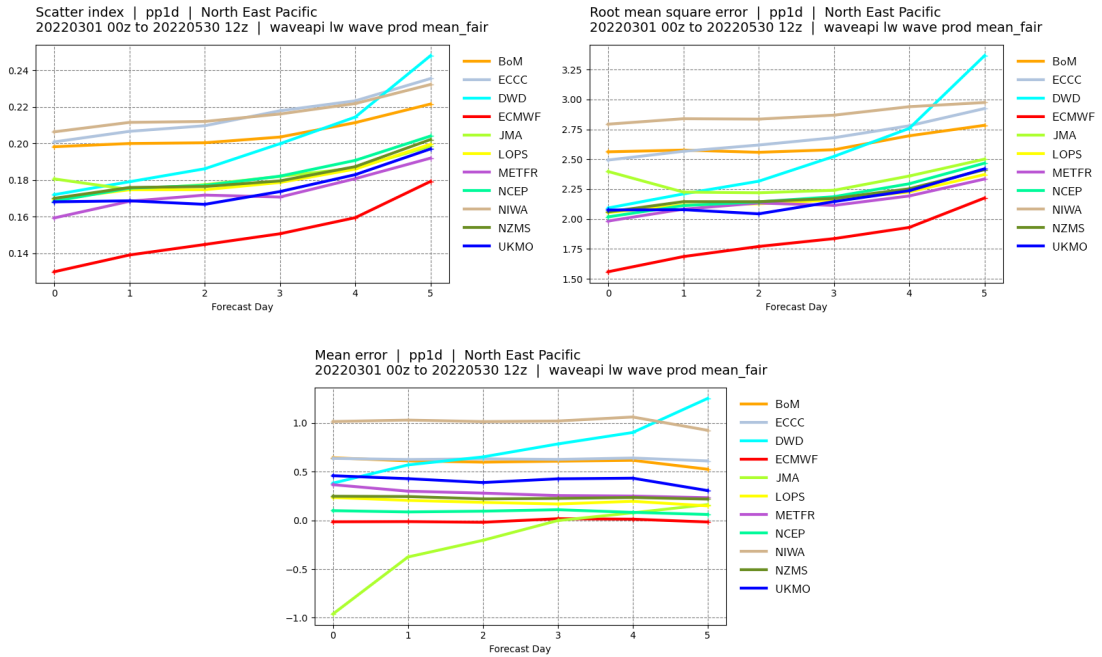 Scatter index | pp1d | North East Pacific
20220301 00z to 20220530 12z | waveapi lw wave prod mean_fair
0.24
0.22
0.20
0.18
0.16
0.14
0
1
2
3
4
5
Forecast Day
BoM
ECCC
DWD
ECMWF
JMA
LOPS
METFR
NCEP
NIWA
NZMS
UKMO
Root mean square error | pp1d | North East Pacific
20220301 00z to 20220530 12z | waveapi lw wave prod mean_fair
3.25
3.00
2.75
2.50
2.25
2.00
1.75
1.50
0
1
2
3
4
5
Forecast Day
BoM
ECCC
DWD
ECMWF
JMA
LOPS
METFR
NCEP
NIWA
NZMS
UKMO
Mean error | pp1d | North East Pacific
20220301 00z to 20220530 12z | waveapi lw wave prod mean_fair
1.0
0.5
0.0
−0.5
−1.0
0
1
2
3
4
5
Forecast Day
BoM
ECCC
DWD
ECMWF
JMA
LOPS
METFR
NCEP
NIWA
NZMS
UKMO